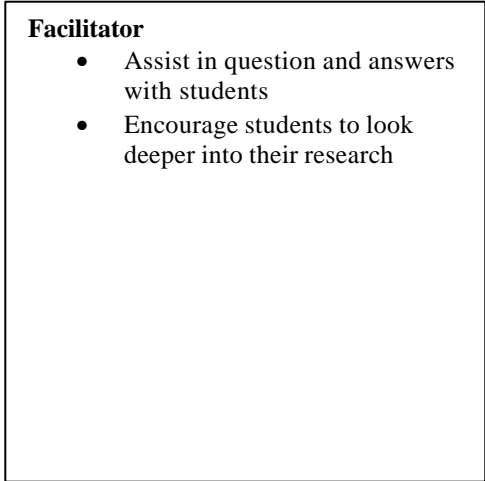 Facilitator
• Assist in question and answers
with students
• Encourage students to look
deeper into their research